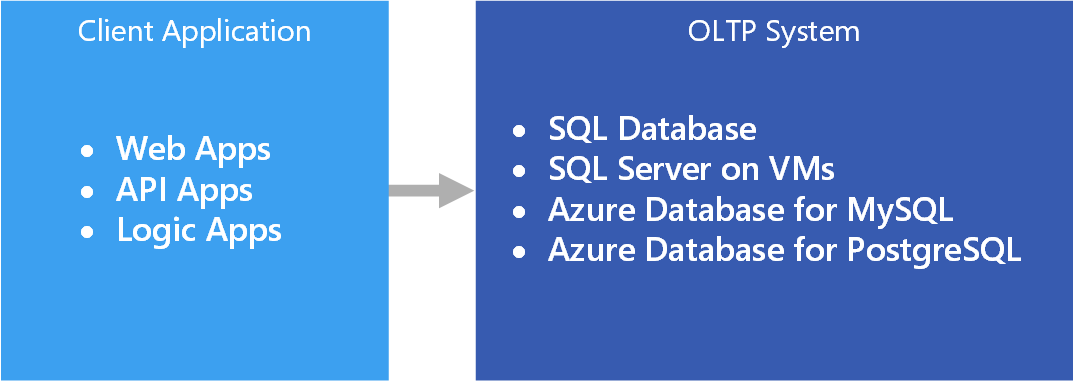 Client Application
• Web Apps
• API Apps
• Logic Apps
OLTP System
• SQL Database
• SQL Server on VMs
• Azure Database for MySQL
• Azure Database for PostgreSQL